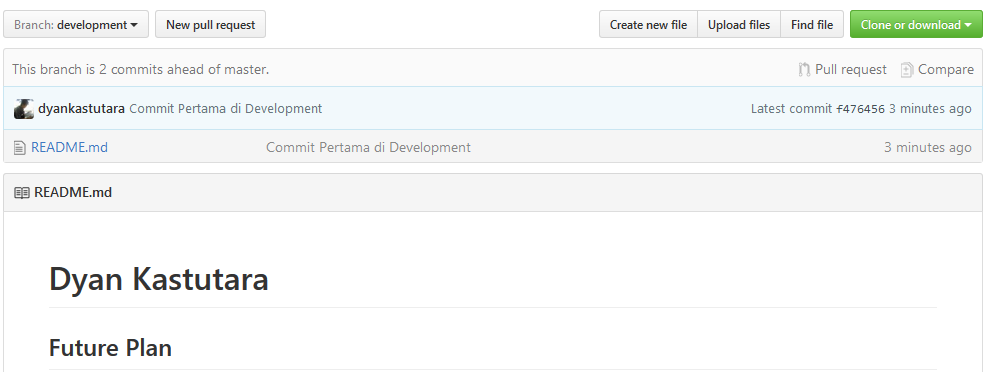 Branch: development New pull request Create new file Upload files Find file Clone or download
This branch is 2 commits ahead of master. Pull request Compare
dyankastutara Commit Pertama di Development Latest commit f476456 3 minutes ago
README.md Commit Pertama di Development 3 minutes ago
README.md
Dyan Kastutara
Future Plan